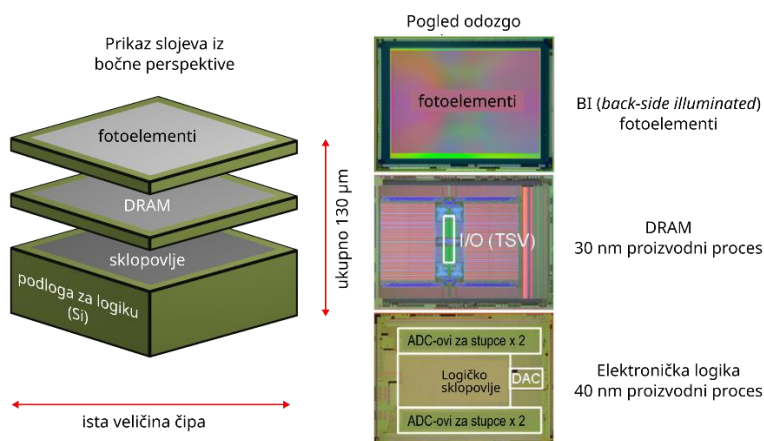 Prikaz slojeva iz
bočne perspektive
fotoelementi
DRAM
sklopovlje
podloga za logiku
(Si)
ukupno 130 µm
ista veličina čipa
Pogled odozgo
fotoelementi
BI (back-side illuminated)
fotoelementi
I/O (TSV)
DRAM
30 nm proizvodni proces
ADC-ovi za stupce x 2
Logičko
sklopovlje
DAC
ADC-ovi za stupce x 2
Elektronička logika
40 nm proizvodni proces